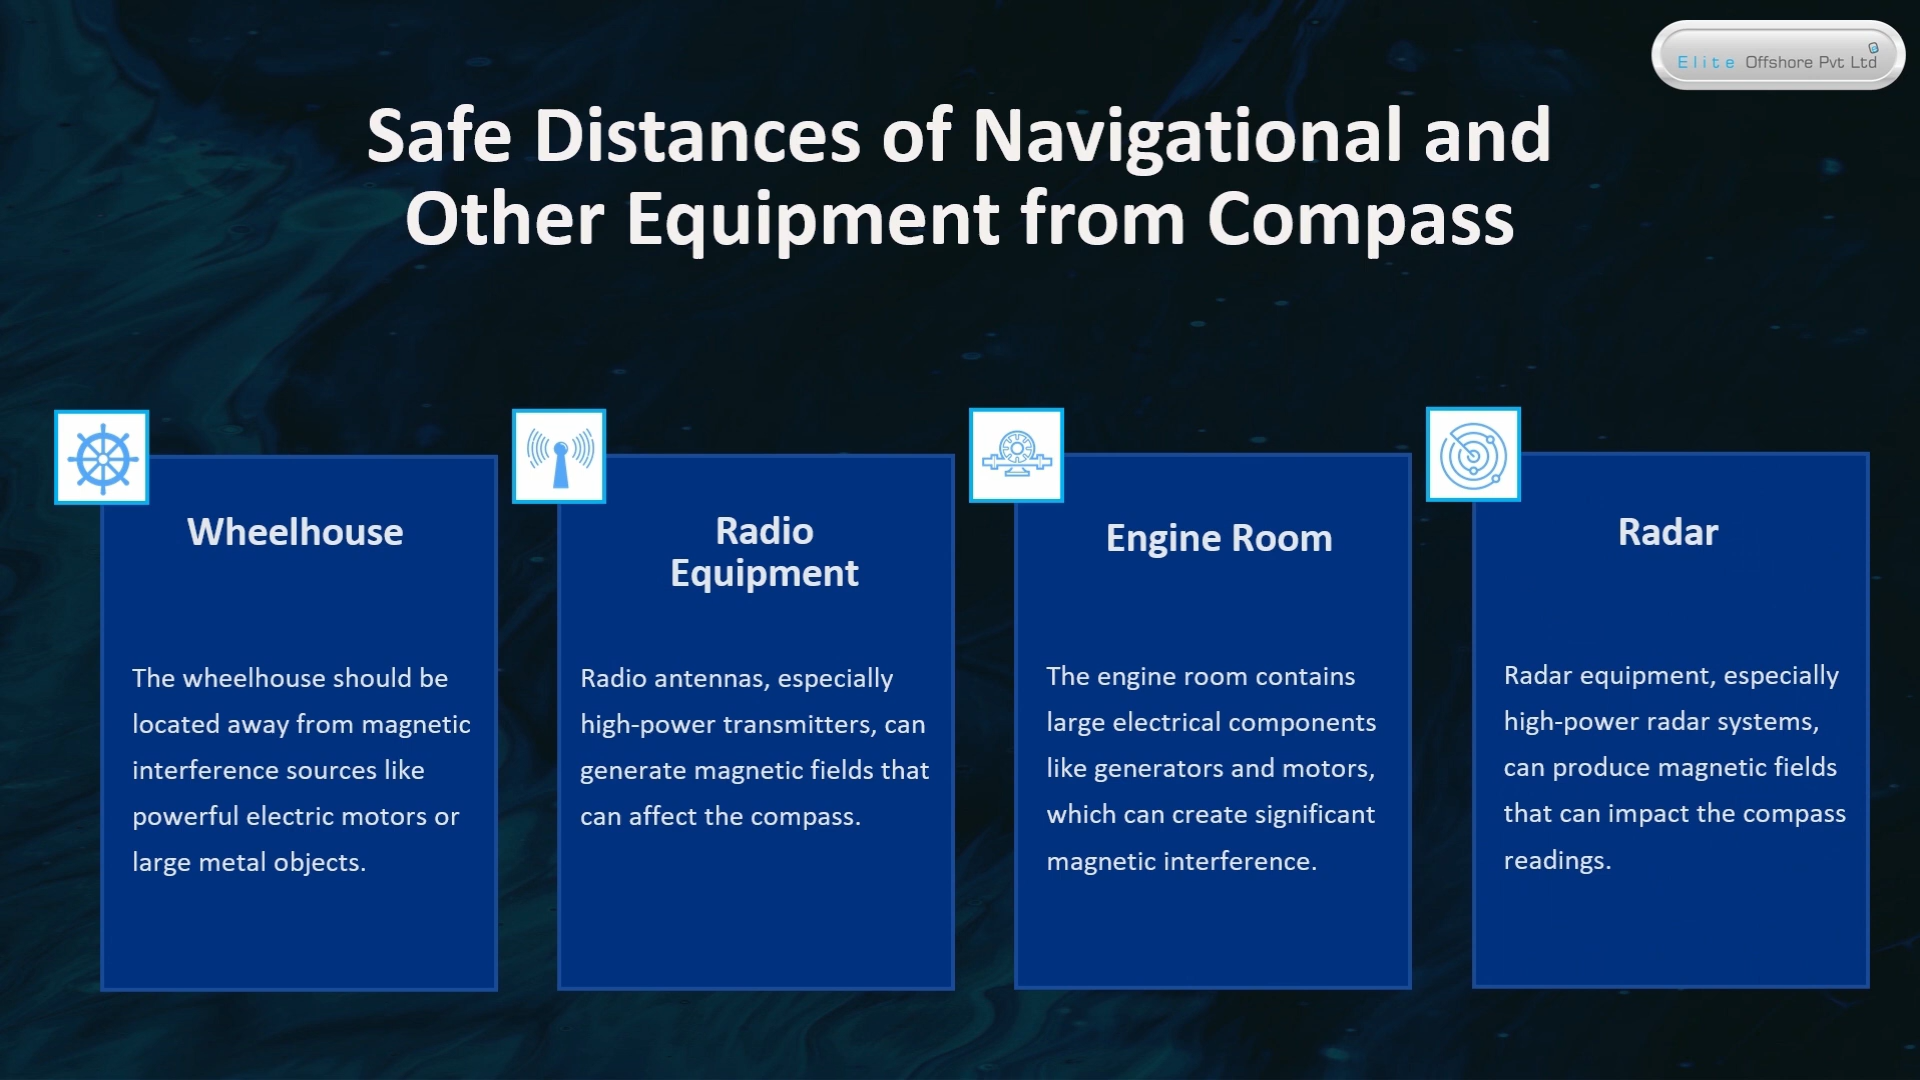 Elite Offshore Pvt Ltd
Safe Distances of Navigational and
Other Equipment from Compass
Wheelhouse
The wheelhouse should be
located away from magnetic
interference sources like
powerful electric motors or
large metal objects.
Radio
Equipment
Radio antennas, especially
high-power transmitters, can
generate magnetic fields that
can affect the compass.
Engine Room
The engine room contains
large electrical components
like generators and motors,
which can create significant
magnetic interference.
Radar
Radar equipment, especially
high-power radar systems,
can produce magnetic fields
that can impact the compass
readings.